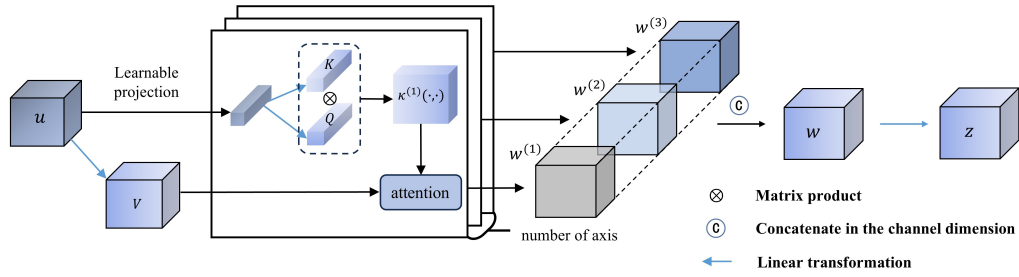 u
Learnable
projection
V
K
⊗
Q
κ⁽¹⁾(·,·)
attention
number of axis
w⁽¹⁾
w⁽²⁾
w⁽³⁾
C
w
z
⊗ Matrix product
C Concatenate in the channel dimension
Linear transformation